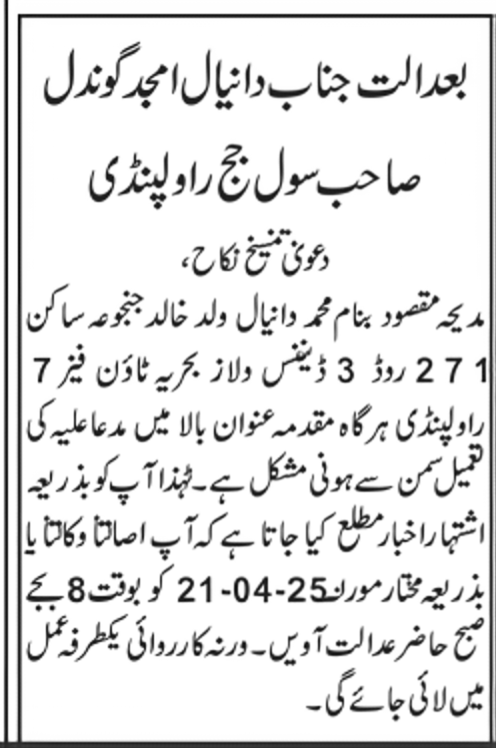 بعدالت جناب دانیال امجد گوندل
صاحب سول جج راولپنڈی
دعویٰ تنسیخ نکاح،
مدیحہ مقصود بنام محمد دانیال ولد خالد جنجوعہ ساکن
271 روڈ 3 ڈیفنس ولاز بحریہ ٹاؤن فیز 7
راولپنڈی ہر گاہ مقدمہ عنوان بالا میں مدعا علیہ کی
تعمیل سمن سے ہونی مشکل ہے۔ لہٰذا آپ کو بذریعہ
اشتہار اخبار مطلع کیا جاتا ہے کہ آپ اصالتاً وکالتاً یا
بذریعہ مختار مورخہ 21-04-25 کو بوقت 8 بجے
صبح حاضر عدالت آویں۔ ورنہ کارروائی یکطرفہ عمل
میں لائی جائے گی۔